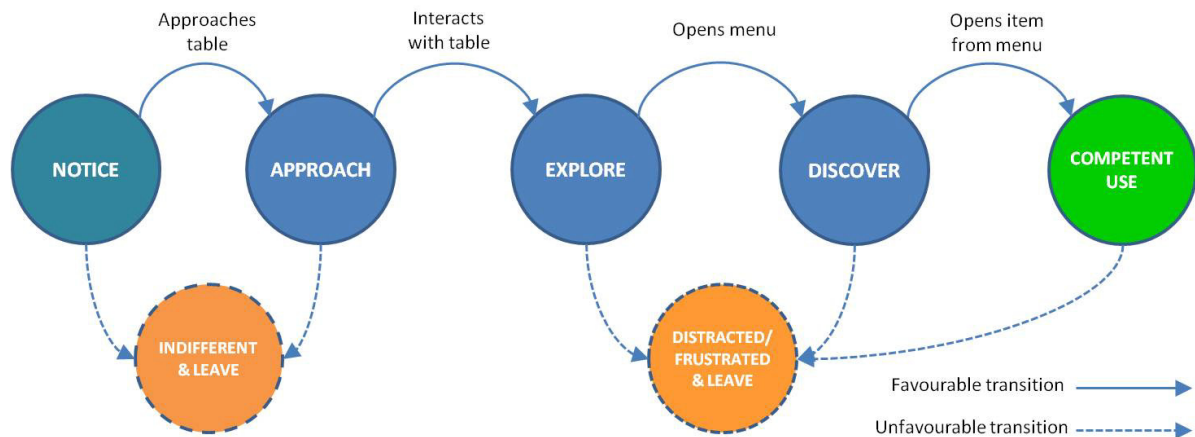 Approaches
table
Interacts
with table
Opens menu
Opens item
from menu
NOTICE
APPROACH
EXPLORE
DISCOVER
COMPETENT
USE
INDIFFERENT
& LEAVE
DISTRACTED/
FRUSTRATED
& LEAVE
Favourable transition
Unfavourable transition